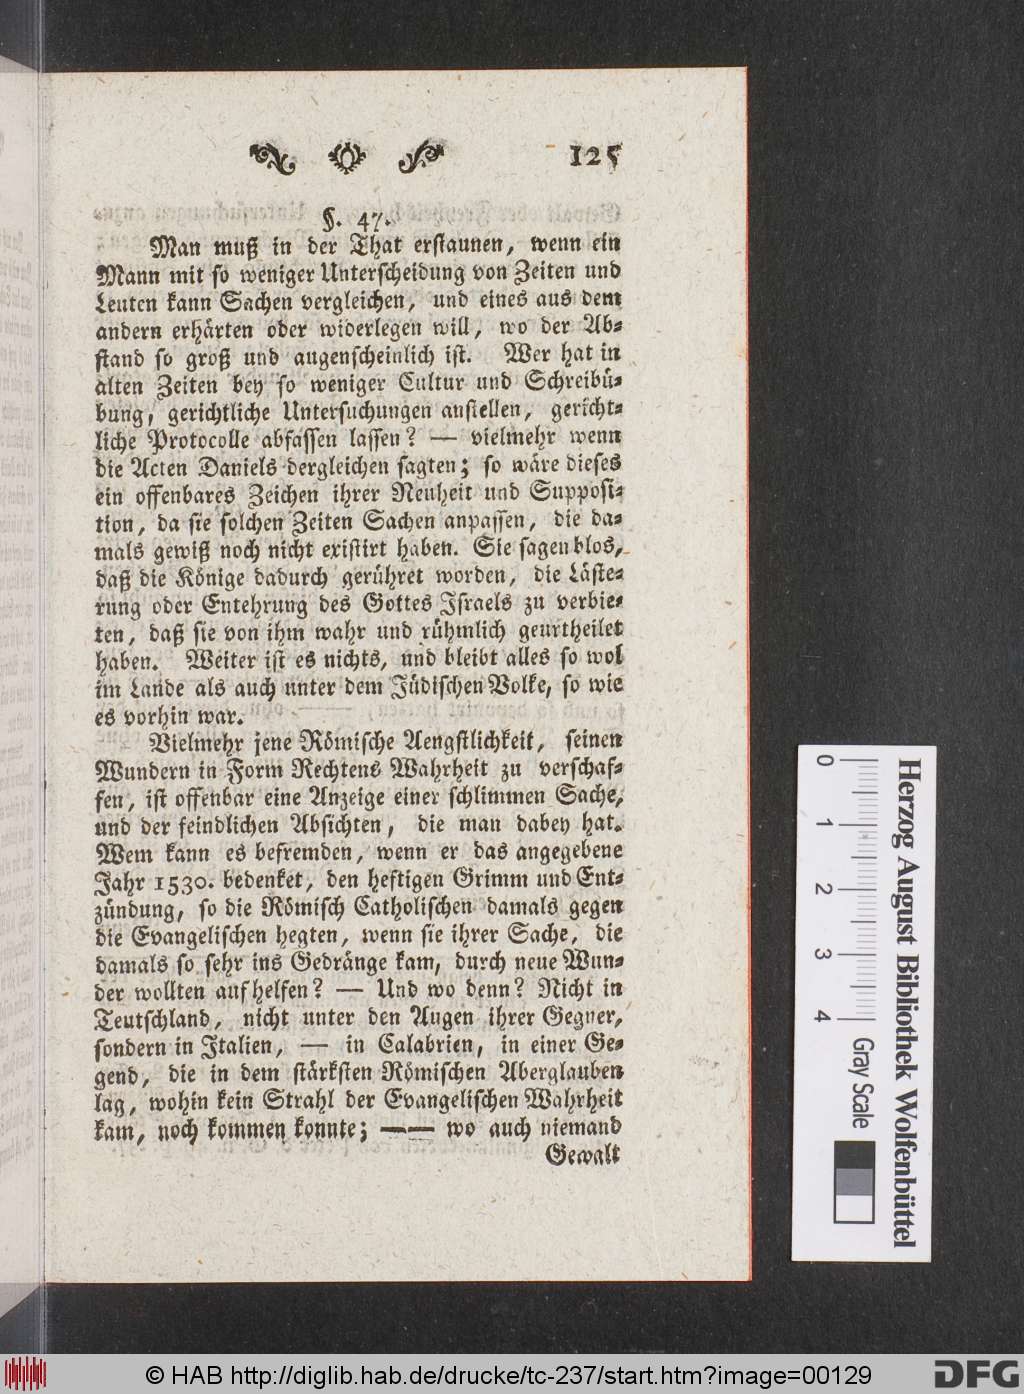 125
§. 47.
Man muß in der That erstaunen, wenn ein
Mann mit so weniger Unterscheidung von Zeiten und
Leuten kann Sachen vergleichen, und eines aus dem
andern erhärten oder widerlegen will, wo der Ab-
stand so groß und augenscheinlich ist. Wer hat in
alten Zeiten bey so weniger Cultur und Schreibü-
bung, gerichtliche Untersuchungen anstellen, gericht-
liche Protocolle abfassen lassen? — vielmehr wenn
die Acten Daniels dergleichen sagten; so wäre dieses
ein offenbares Zeichen ihrer Neuheit und Supposi-
tion, da sie solchen Zeiten Sachen anpassen, die da-
mals gewiß noch nicht existirt haben. Sie sagen blos,
daß die Könige dadurch gerühret worden, die Läste-
rung oder Entehrung des Gottes Israels zu verbie-
ten, daß sie von ihm wahr und rühmlich geurtheilet
haben. Weiter ist es nichts, und bleibt alles so wol
im Lande als auch unter dem Jüdischen Volke, so wie
es vorhin war.
Vielmehr jene Römische Aengstlichkeit, seinen
Wundern in Form Rechtens Wahrheit zu verschaf-
fen, ist offenbar eine Anzeige einer schlimmen Sache,
und der feindlichen Absichten, die man dabey hat.
Wem kann es befremden, wenn er das angegebene
Jahr 1530. bedenket, den heftigen Grimm und Ent-
zündung, so die Römisch Catholischen damals gegen
die Evangelischen hegten, wenn sie ihrer Sache, die
damals so sehr ins Gedränge kam, durch neue Wun-
der wollten aufhelfen? — Und wo denn? Nicht in
Teutschland, nicht unter den Augen ihrer Gegner,
sondern in Italien, — in Calabrien, in einer Ge-
gend, die in dem stärksten Römischen Aberglauben
lag, wohin kein Strahl der Evangelischen Wahrheit
kam, noch kommen konnte; —— wo auch niemand
Gewalt
0 1 2 3 4
Gray Scale
Herzog August Bibliothek Wolfenbüttel
© HAB http://diglib.hab.de/drucke/tc-237/start.htm?image=00129
DFG